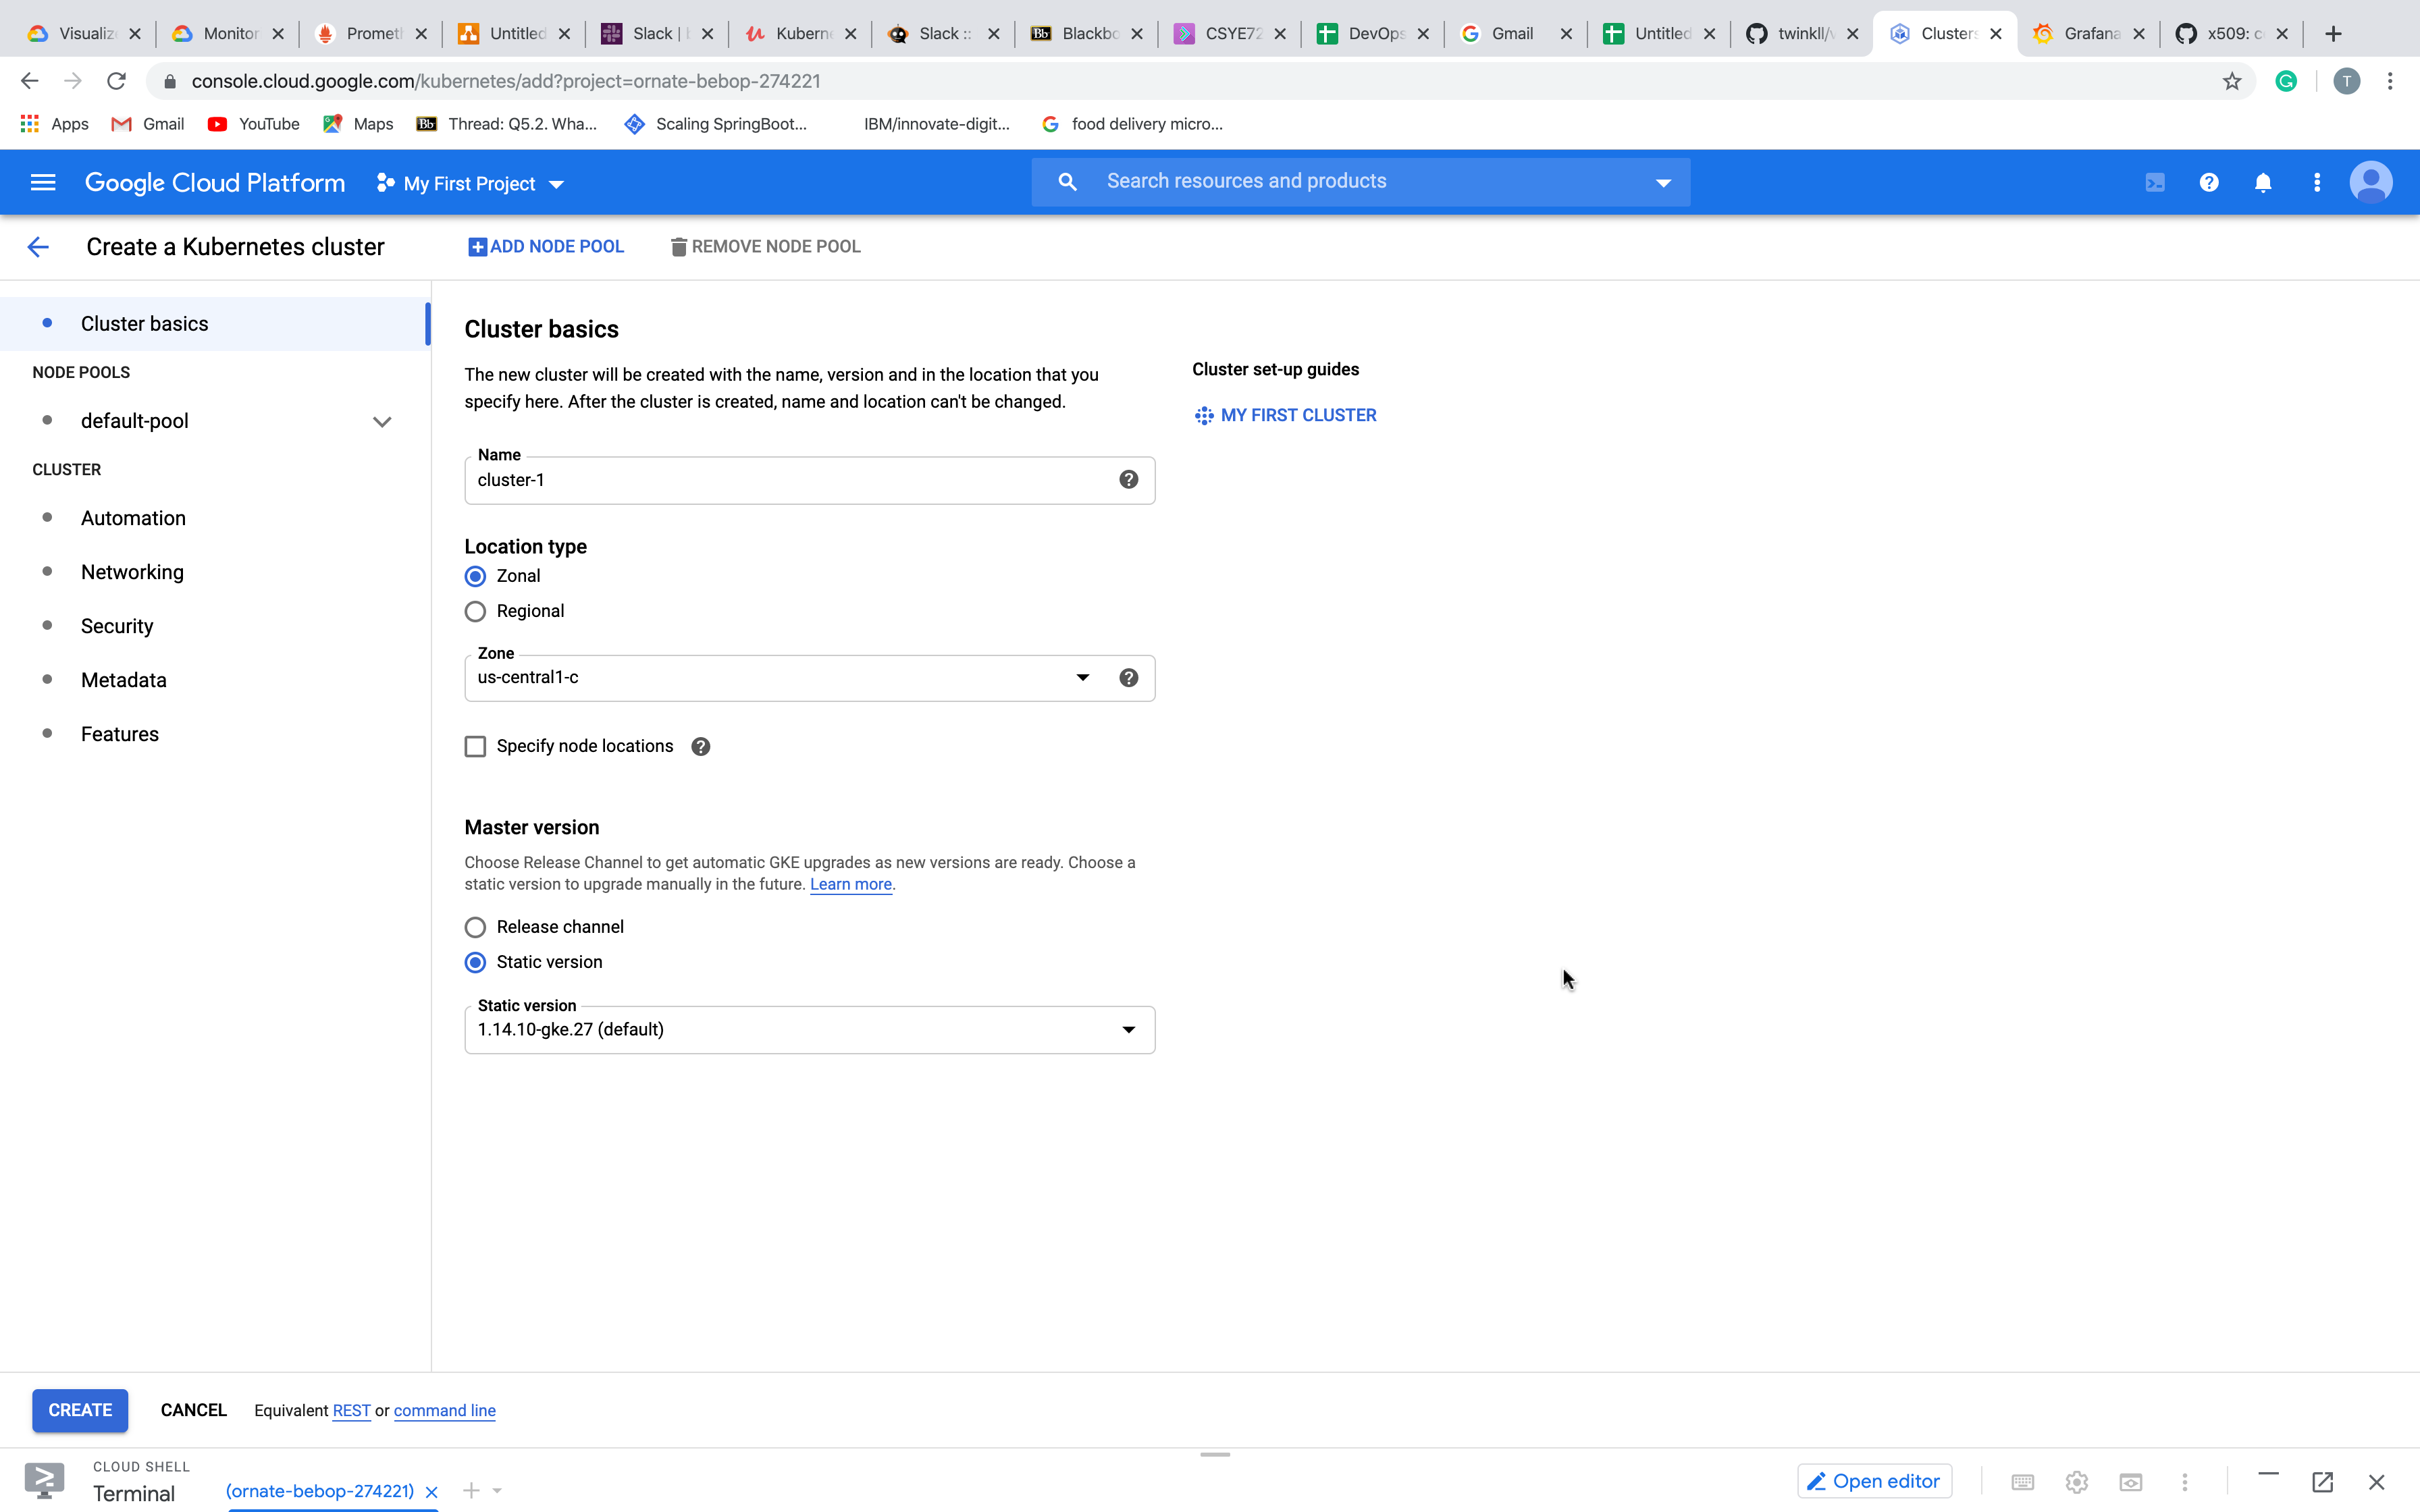 Visualiz
Monitor
Promet
Untitled
Slack |
Kuberne
Slack ::
Bb Blackbo
CSYE72
DevOps
Gmail
Untitled
twinkll/
Clusters
Grafana
x509: c
console.cloud.google.com/kubernetes/add?project=ornate-bebop-274221
T
Apps
Gmail
YouTube
Maps
Bb Thread: Q5.2. Wha...
Scaling SpringBoot...
IBM/innovate-digit...
food delivery micro...
Google Cloud Platform
My First Project
Search resources and products
Create a Kubernetes cluster
ADD NODE POOL
REMOVE NODE POOL
Cluster basics
NODE POOLS
default-pool
CLUSTER
Automation
Networking
Security
Metadata
Features
Cluster basics
The new cluster will be created with the name, version and in the location that you
specify here. After the cluster is created, name and location can't be changed.
Name
cluster-1
Location type
Zonal
Regional
Zone
us-central1-c
Specify node locations
Master version
Choose Release Channel to get automatic GKE upgrades as new versions are ready. Choose a
static version to upgrade manually in the future. Learn more.
Release channel
Static version
Static version
1.14.10-gke.27 (default)
Cluster set-up guides
MY FIRST CLUSTER
CREATE
CANCEL
Equivalent REST or command line
CLOUD SHELL
Terminal
(ornate-bebop-274221)
Open editor